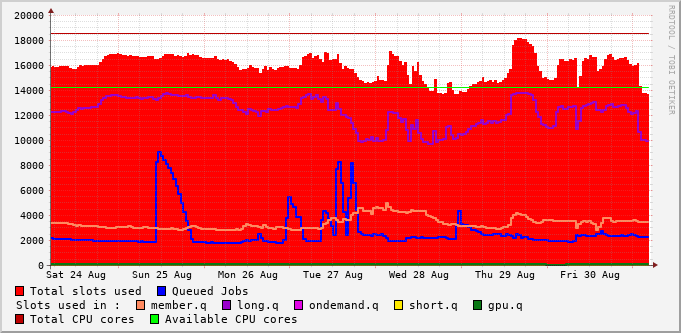 20000
18000
16000
14000
12000
10000
8000
6000
4000
2000
0
Sat 24 Aug Sun 25 Aug Mon 26 Aug Tue 27 Aug Wed 28 Aug Thu 29 Aug Fri 30 Aug
Total slots used Queued Jobs
Slots used in : member.q long.q ondemand.q short.q gpu.q
Total CPU cores Available CPU cores
RRDTOOL / TOBI OETIKER